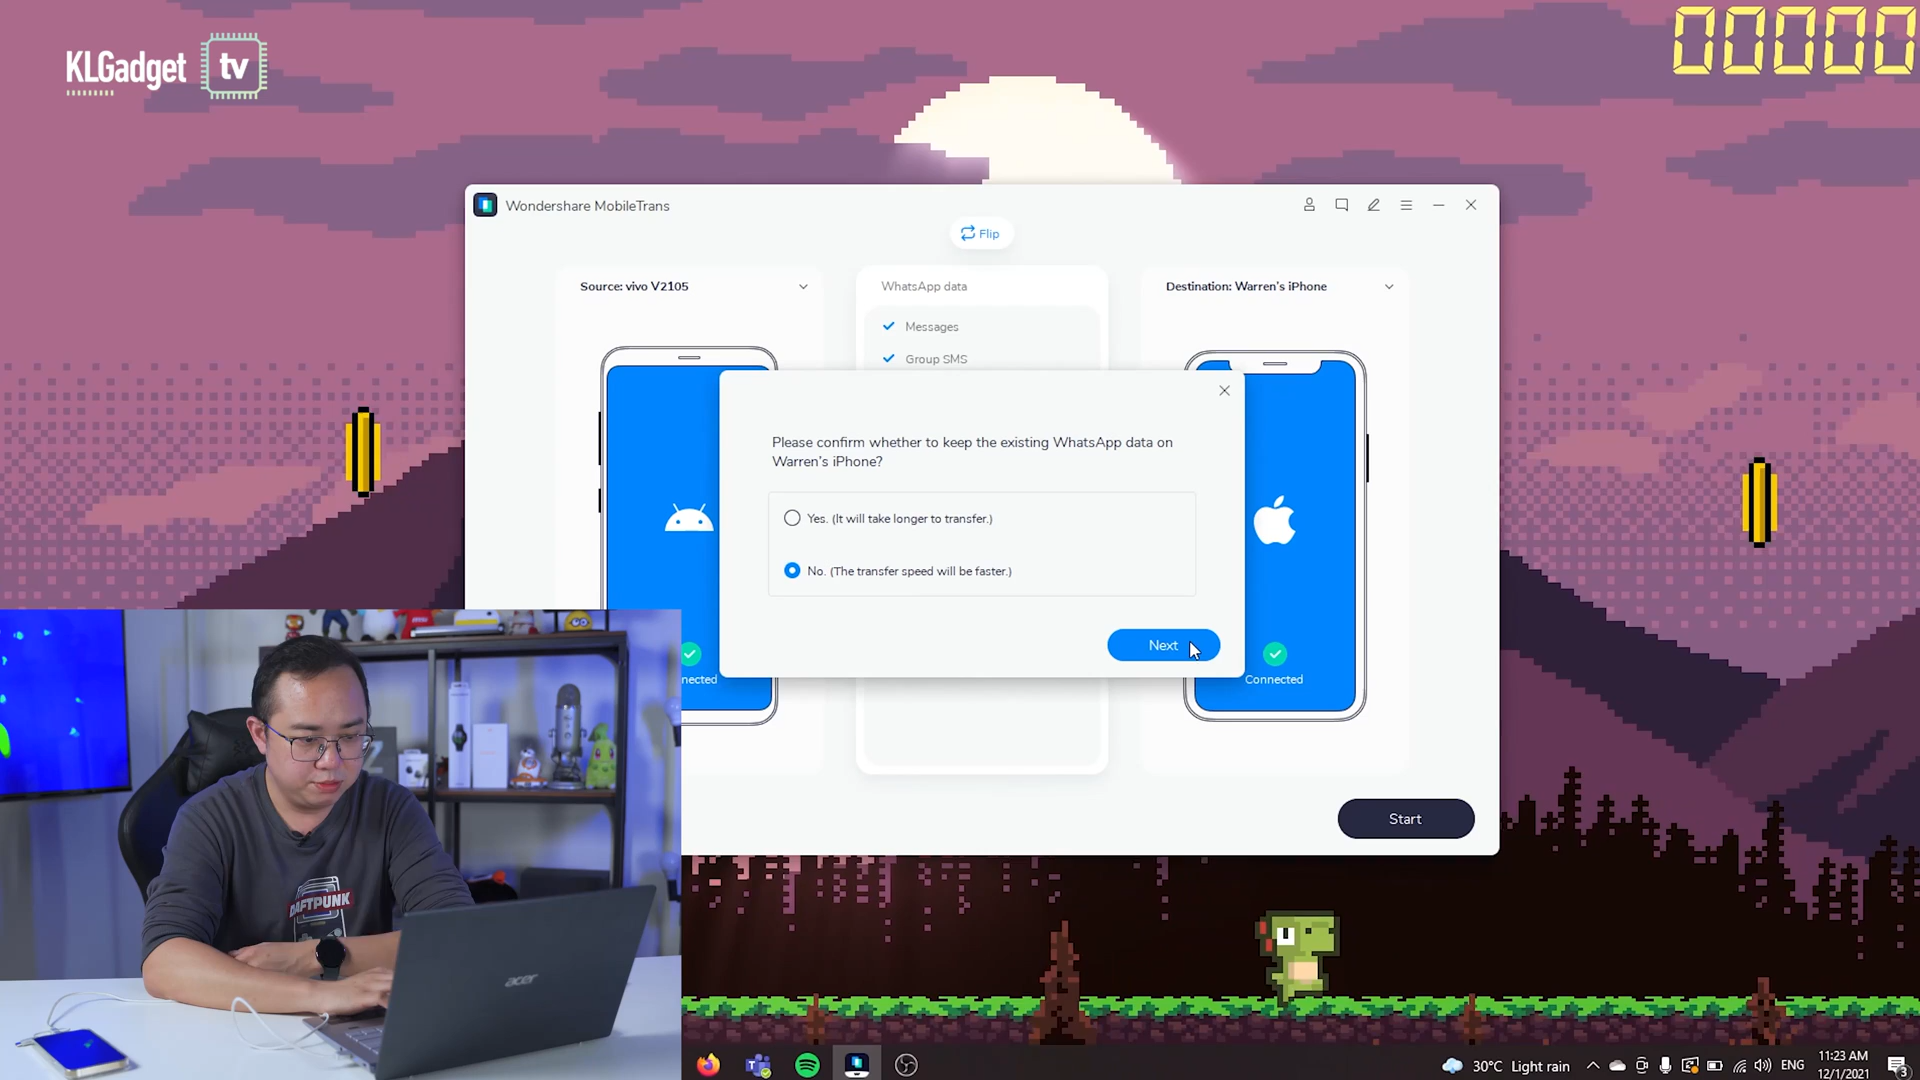 KLGadget tv
00000
Wondershare MobileTrans
Flip
Source: vivo V2105
WhatsApp data
Destination: Warren's iPhone
Messages
Group SMS
Please confirm whether to keep the existing WhatsApp data on
Warren's iPhone?
Yes. (It will take longer to transfer.)
No. (The transfer speed will be faster.)
Next
nected
Connected
Start
DAFTPUNK
acer
30°C Light rain
ENG
11:23 AM
12/1/2021
3